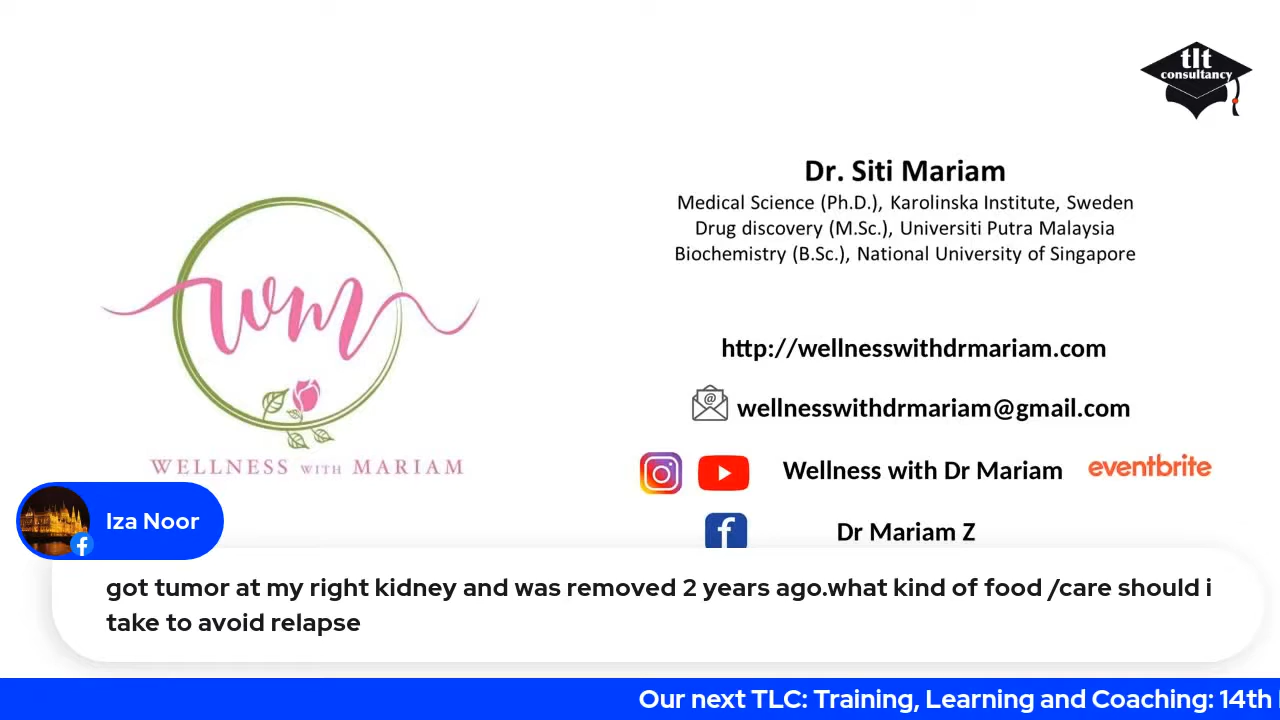 tlt
consultancy
Dr. Siti Mariam
Medical Science (Ph.D.), Karolinska Institute, Sweden
Drug discovery (M.Sc.), Universiti Putra Malaysia
Biochemistry (B.Sc.), National University of Singapore
wm
WELLNESS WITH MARIAM
http://wellnesswithdrmariam.com
wellnesswithdrmariam@gmail.com
Wellness with Dr Mariam eventbrite
Dr Mariam Z
Iza Noor
got tumor at my right kidney and was removed 2 years ago.what kind of food /care should i
take to avoid relapse
Our next TLC: Training, Learning and Coaching: 14th